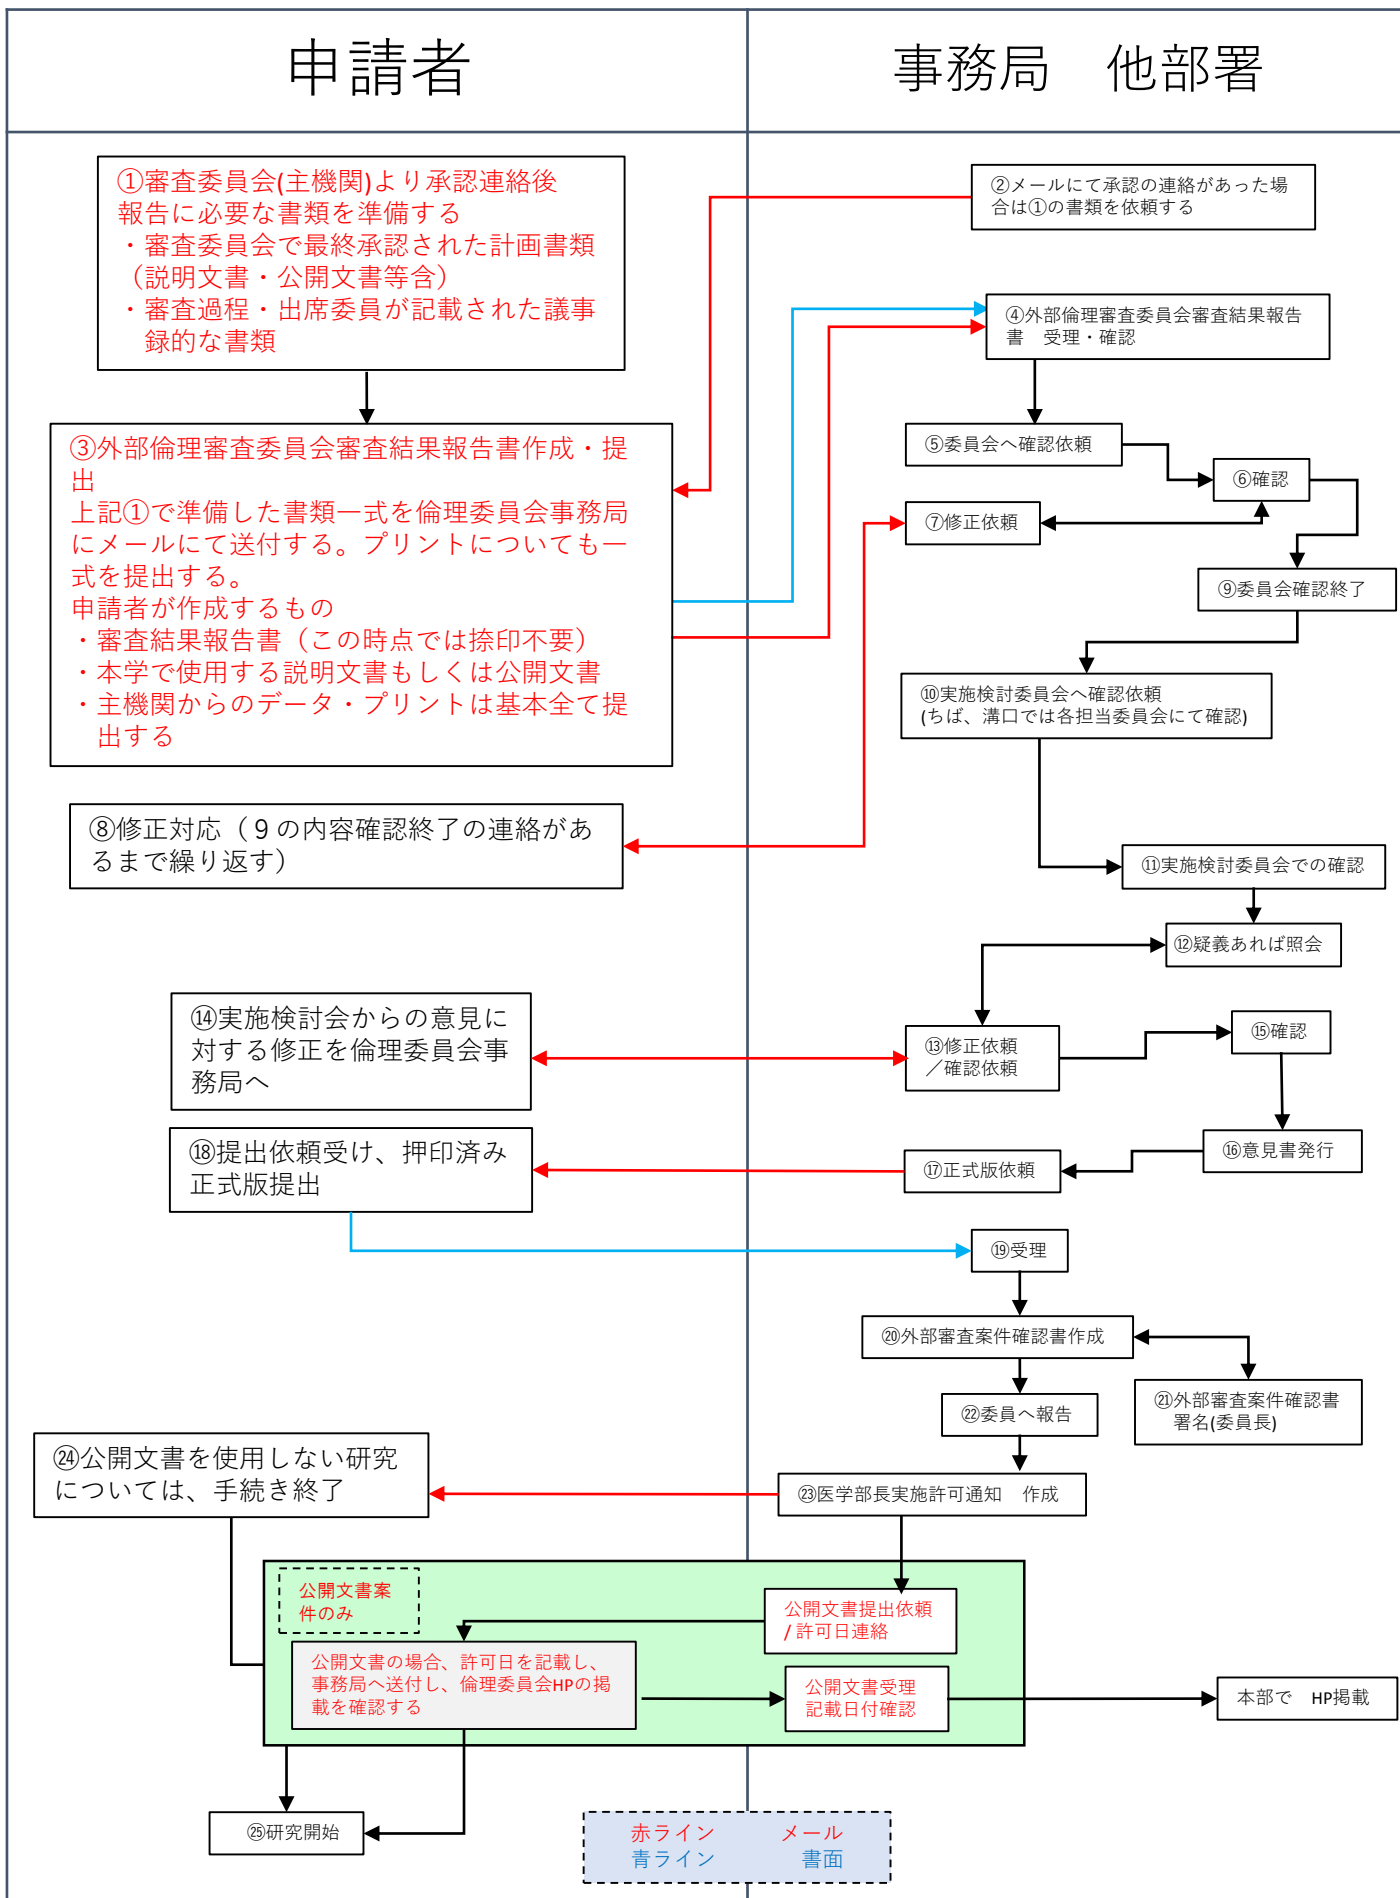 申請者
事務局　他部署
①審査委員会(主機関)より承認連絡後
報告に必要な書類を準備する
・審査委員会で最終承認された計画書類
（説明文書・公開文書等含）
・審査過程・出席委員が記載された議事
録的な書類
②メールにて承認の連絡があった場
合は①の書類を依頼する
③外部倫理審査委員会審査結果報告書作成・提
出
上記①で準備した書類一式を倫理委員会事務局
にメールにて送付する。プリントについても一
式を提出する。
申請者が作成するもの
・審査結果報告書（この時点では捺印不要）
・本学で使用する説明文書もしくは公開文書
・主機関からのデータ・プリントは基本全て提
出する
④外部倫理審査委員会審査結果報告
書　受理・確認
⑤委員会へ確認依頼
⑥確認
⑦修正依頼
⑧修正対応（９の内容確認終了の連絡があ
るまで繰り返す）
⑨委員会確認終了
⑩実施検討委員会へ確認依頼
(ちば、溝口では各担当委員会にて確認)
⑪実施検討委員会での確認
⑫疑義あれば照会
⑬修正依頼
／確認依頼
⑭実施検討会からの意見に
対する修正を倫理委員会事
務局へ
⑮確認
⑯意見書発行
⑰正式版依頼
⑱提出依頼受け、押印済み
正式版提出
⑲受理
⑳外部審査案件確認書作成
㉑外部審査案件確認書
署名(委員長)
㉒委員へ報告
㉓医学部長実施許可通知　作成
㉔公開文書を使用しない研究
については、手続き終了
公開文書案
件のみ
公開文書提出依頼
/ 許可日連絡
公開文書の場合、許可日を記載し、
事務局へ送付し、倫理委員会HPの掲
載を確認する
公開文書受理
記載日付確認
本部で　HP掲載
㉕研究開始
赤ライン　　メール
青ライン　　書面